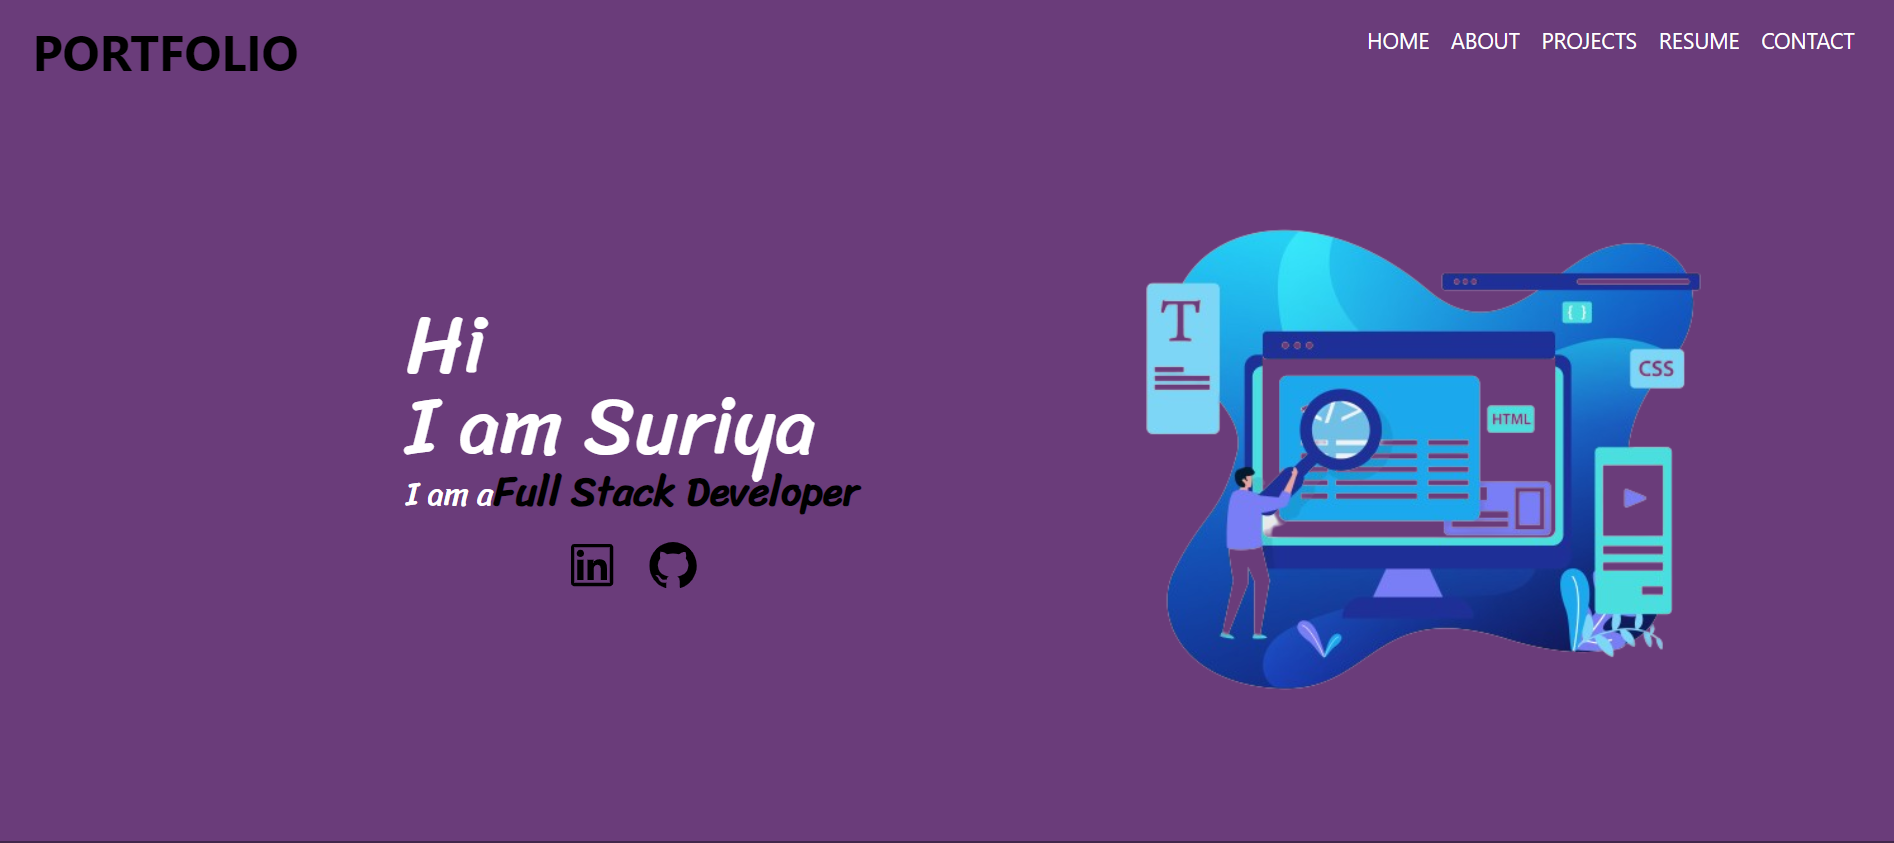 PORTFOLIO
HOME ABOUT PROJECTS RESUME CONTACT
Hi
I am Suriya
I am aFull Stack Developer
in
T
{ }
CSS
HTML
</>